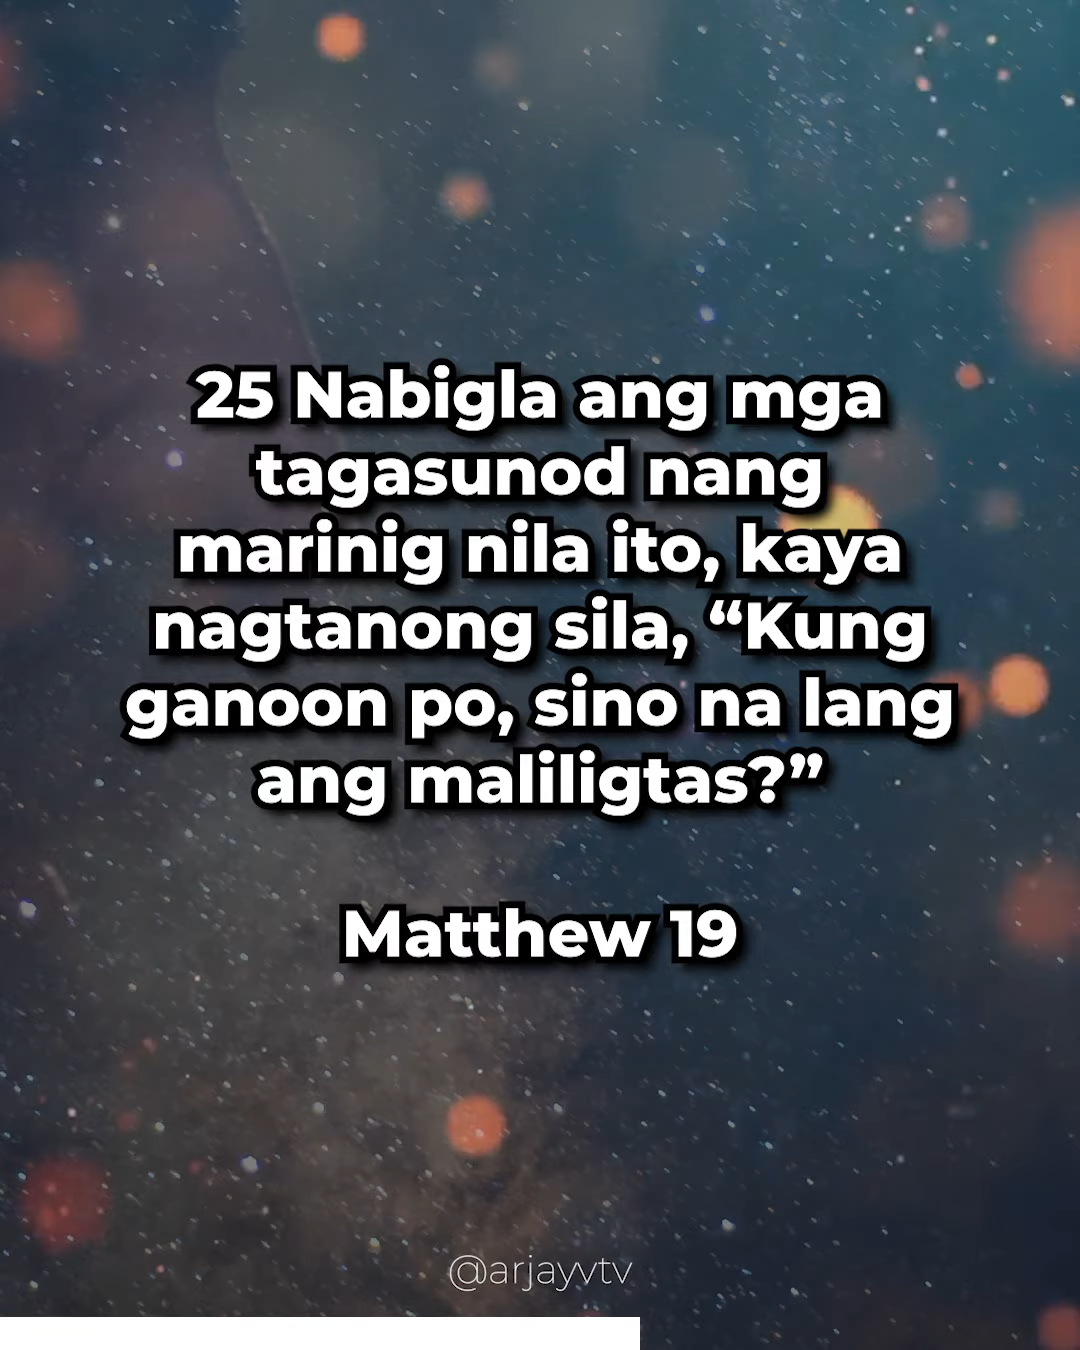 25 Nabigla ang mga
tagasunod nang
marinig nila ito, kaya
nagtanong sila, “Kung
ganoon po, sino na lang
ang maliligtas?”
Matthew 19
@arjayvtv